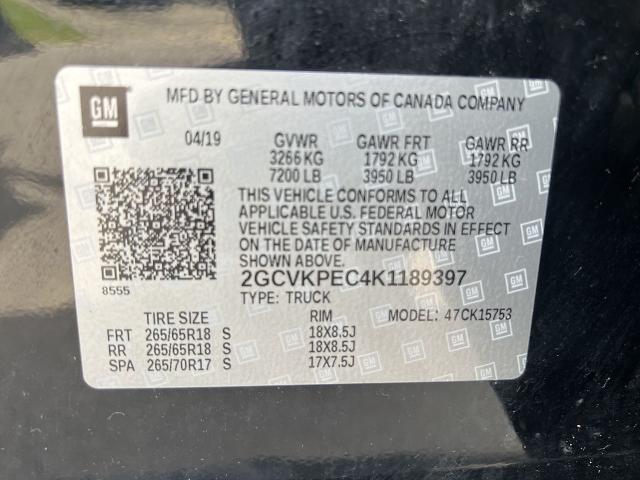 GM
MFD BY GENERAL MOTORS OF CANADA COMPANY
04/19 GVWR GAWR FRT GAWR RR
3266 KG 1792 KG 1792 KG
7200 LB 3950 LB 3950 LB
THIS VEHICLE CONFORMS TO ALL
APPLICABLE U.S. FEDERAL MOTOR
VEHICLE SAFETY STANDARDS IN EFFECT
ON THE DATE OF MANUFACTURE
SHOWN ABOVE.
8555
2GCVKPEC4K1189397
TYPE: TRUCK
TIRE SIZE RIM MODEL: 47CK15753
FRT 265/65R18 S 18X8.5J
RR 265/65R18 S 18X8.5J
SPA 265/70R17 S 17X7.5J